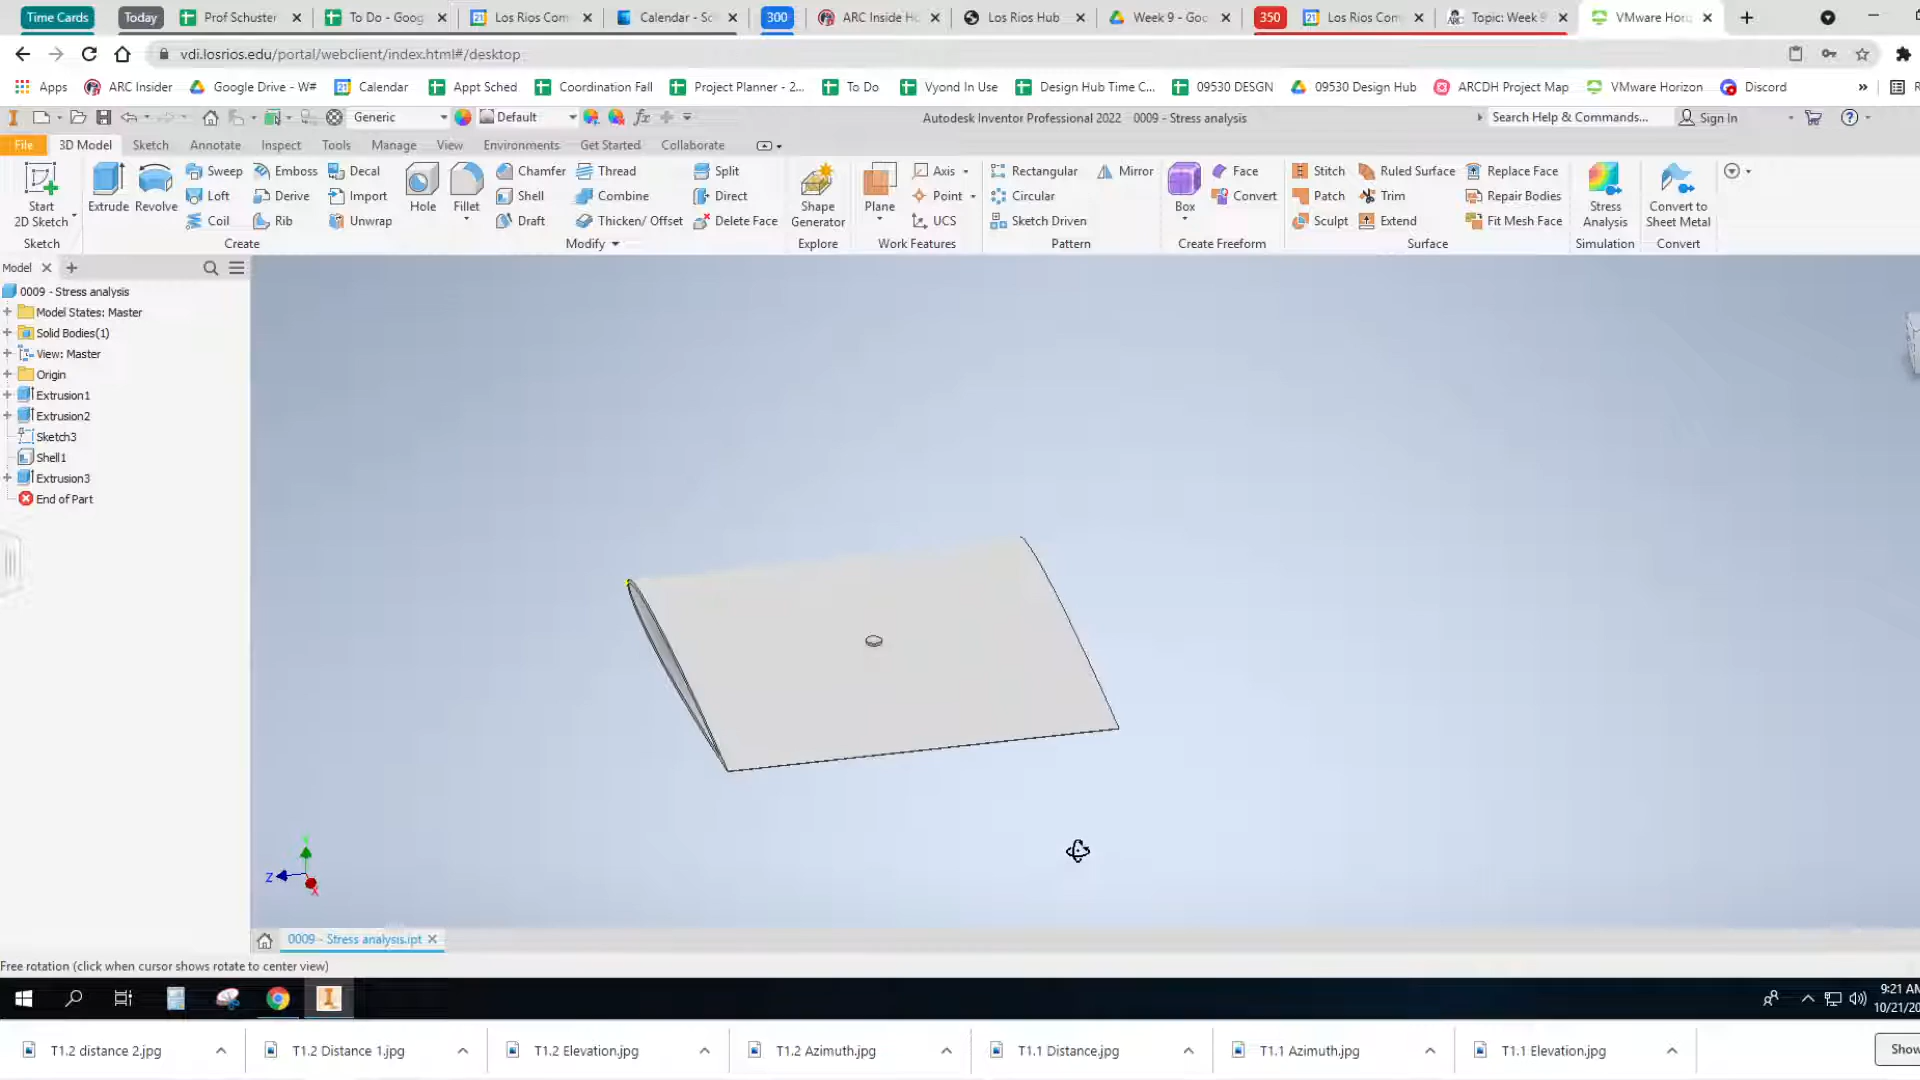 Time Cards Today Prof Schuster To Do - Goog Los Rios Com Calendar - Sc 300 ARC Inside Ho Los Rios Hub Week 9 - Goo 350 Los Rios Com Topic: Week 9 VMware Hori
vdi.losrios.edu/portal/webclient/index.html#/desktop
Apps ARC Insider Google Drive - W# Calendar Appt Sched Coordination Fall Project Planner - 2... To Do Vyond In Use Design Hub Time C... 09530 DESGN 09530 Design Hub ARCDH Project Map VMware Horizon Discord »
Generic Default fx Autodesk Inventor Professional 2022 0009 - Stress analysis Search Help & Commands... Sign In
File 3D Model Sketch Annotate Inspect Tools Manage View Environments Get Started Collaborate
Sweep Emboss Decal Chamfer Thread Split Axis Rectangular Mirror Face Stitch Ruled Surface Replace Face
Loft Derive Import Shell Combine Direct Point Circular Convert Patch Trim Repair Bodies
Start Extrude Revolve Hole Fillet Shape Plane Box Stress Convert to
2D Sketch Coil Rib Unwrap Draft Thicken/ Offset Delete Face Generator UCS Sketch Driven Sculpt Extend Fit Mesh Face Analysis Sheet Metal
Sketch Create Modify Explore Work Features Pattern Create Freeform Surface Simulation Convert
Model
0009 - Stress analysis
Model States: Master
Solid Bodies(1)
View: Master
Origin
Extrusion1
Extrusion2
Sketch3
Shell1
Extrusion3
End of Part
Z
X
0009 - Stress analysis.ipt
Free rotation (click when cursor shows rotate to center view)
9:21 AM
10/21/20
T1.2 distance 2.jpg T1.2 Distance 1.jpg T1.2 Elevation.jpg T1.2 Azimuth.jpg T1.1 Distance.jpg T1.1 Azimuth.jpg T1.1 Elevation.jpg Show